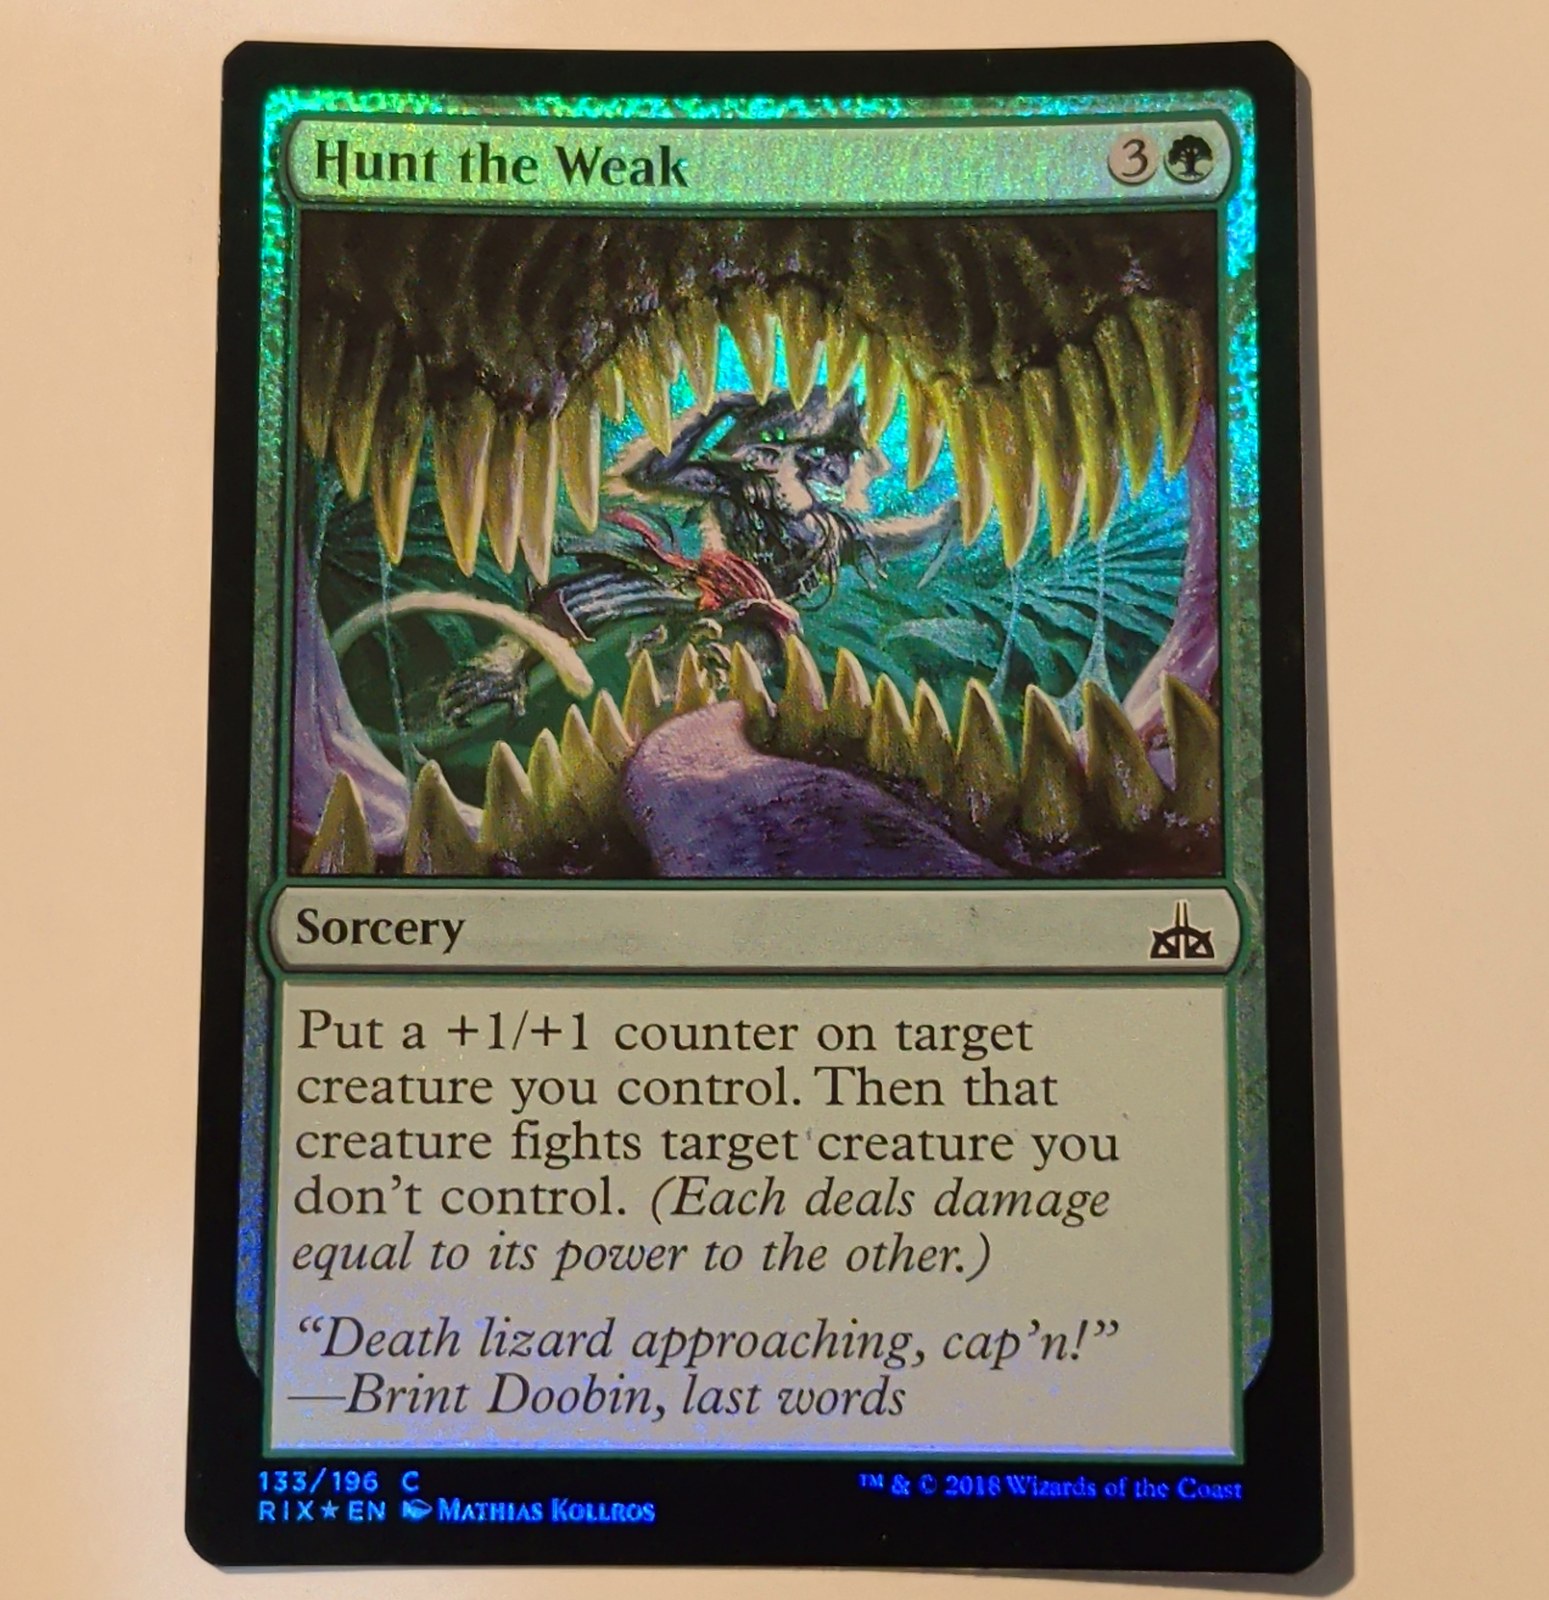 Hunt the Weak 3
Sorcery
Put a +1/+1 counter on target
creature you control. Then that
creature fights target creature you
don't control. (Each deals damage
equal to its power to the other.)
“Death lizard approaching, cap'n!”
—Brint Doobin, last words
133/196 C
RIX★EN Mathias Kollros
™ & © 2018 Wizards of the Coast